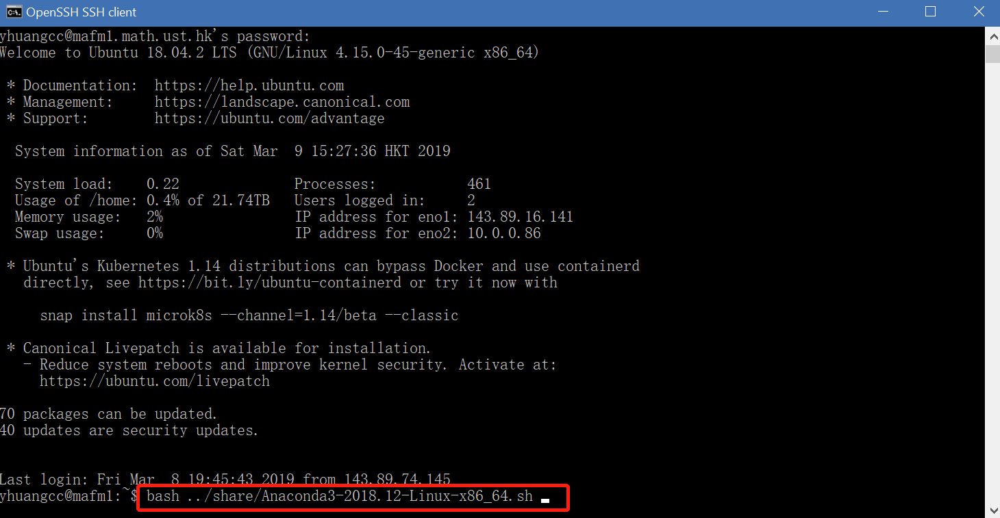 OpenSSH SSH client
yhuangcc@mafm1.math.ust.hk's password:
Welcome to Ubuntu 18.04.2 LTS (GNU/Linux 4.15.0-45-generic x86_64)
* Documentation:  https://help.ubuntu.com
* Management:     https://landscape.canonical.com
* Support:        https://ubuntu.com/advantage
System information as of Sat Mar  9 15:27:36 HKT 2019
System load:    0.22              Processes:           461
Usage of /home: 0.4% of 21.74TB   Users logged in:     2
Memory usage:   2%                IP address for eno1: 143.89.16.141
Swap usage:     0%                IP address for eno2: 10.0.0.86
* Ubuntu's Kubernetes 1.14 distributions can bypass Docker and use containerd
directly, see https://bit.ly/ubuntu-containerd or try it now with
snap install microk8s --channel=1.14/beta --classic
* Canonical Livepatch is available for installation.
- Reduce system reboots and improve kernel security. Activate at:
https://ubuntu.com/livepatch
70 packages can be updated.
40 updates are security updates.
Last login: Fri Mar  8 19:45:43 2019 from 143.89.74.145
yhuangcc@mafm1:~$ bash ../share/Anaconda3-2018.12-Linux-x86_64.sh